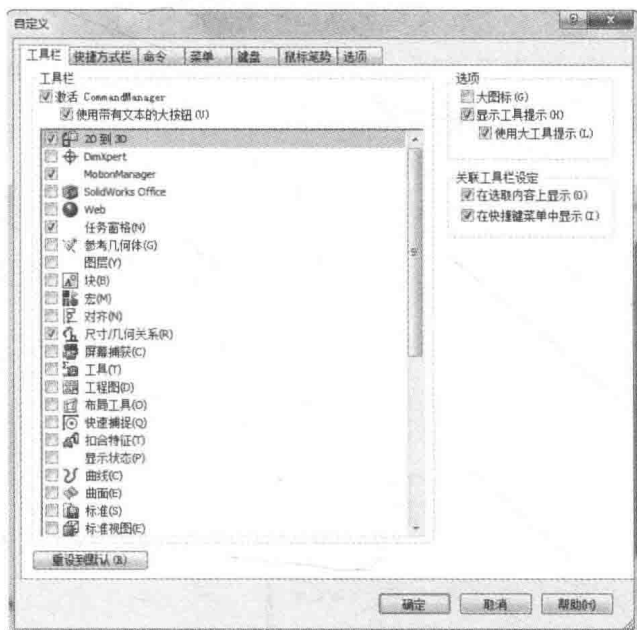 自定义
工具栏 快捷方式栏 命令 菜单 键盘 鼠标笔势 选项
工具栏
激活 CommandManager
使用带有文本的大按钮(U)
2D 到 3D
DimXpert
MotionManager
SolidWorks Office
Web
任务窗格(N)
参考几何体(G)
图层(Y)
块(B)
宏(M)
对齐(N)
尺寸/几何关系(R)
屏幕捕获(C)
工具(T)
工程图(D)
布局工具(O)
快速捕捉(Q)
扣合特征(T)
显示状态(P)
曲线(C)
曲面(E)
标准(S)
标准视图(E)
重设到默认(R)
选项
大图标(G)
显示工具提示(H)
使用大工具提示(L)
关联工具栏设定
在选取内容上显示(O)
在快捷键菜单中显示(I)
确定 取消 帮助(H)